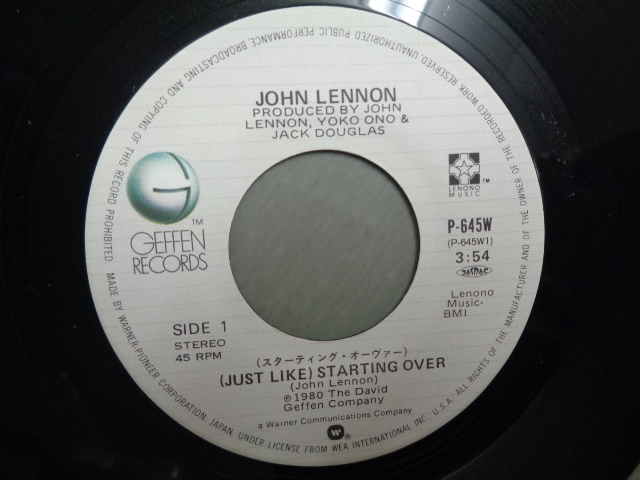 JOHN LENNON
PRODUCED BY JOHN
LENNON, YOKO ONO &
JACK DOUGLAS
G
™
GEFFEN
RECORDS
LENONO
MUSIC
™
P-645W
(P-645W1)
3:54
Lenono
Music-
BMI
SIDE 1
STEREO
45 RPM
(スターティング・オーヴァー)
(JUST LIKE) STARTING OVER
(John Lennon)
℗1980 The David
Geffen Company
a Warner Communications Company
W®
MADE BY WARNER-PIONEER CORPORATION, JAPAN, UNDER LICENSE FROM WEA INTERNATIONAL INC., U.S.A. ALL RIGHTS OF THE MANUFACTURER AND OF THE OWNER OF THE RECORDED WORK RESERVED. UNAUTHORIZED PUBLIC PERFORMANCE, BROADCASTING AND COPYING OF THIS RECORD PROHIBITED.